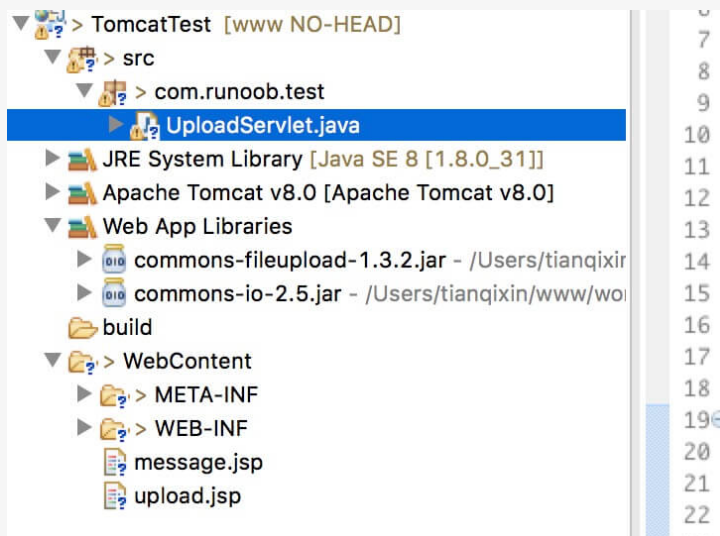 > TomcatTest [www NO-HEAD]
> src
> com.runoob.test
UploadServlet.java
JRE System Library [Java SE 8 [1.8.0_31]]
Apache Tomcat v8.0 [Apache Tomcat v8.0]
Web App Libraries
commons-fileupload-1.3.2.jar - /Users/tianqixin
commons-io-2.5.jar - /Users/tianqixin/www/wor
build
> WebContent
> META-INF
> WEB-INF
message.jsp
upload.jsp
7
8
9
10
11
12
13
14
15
16
17
18
19
20
21
22